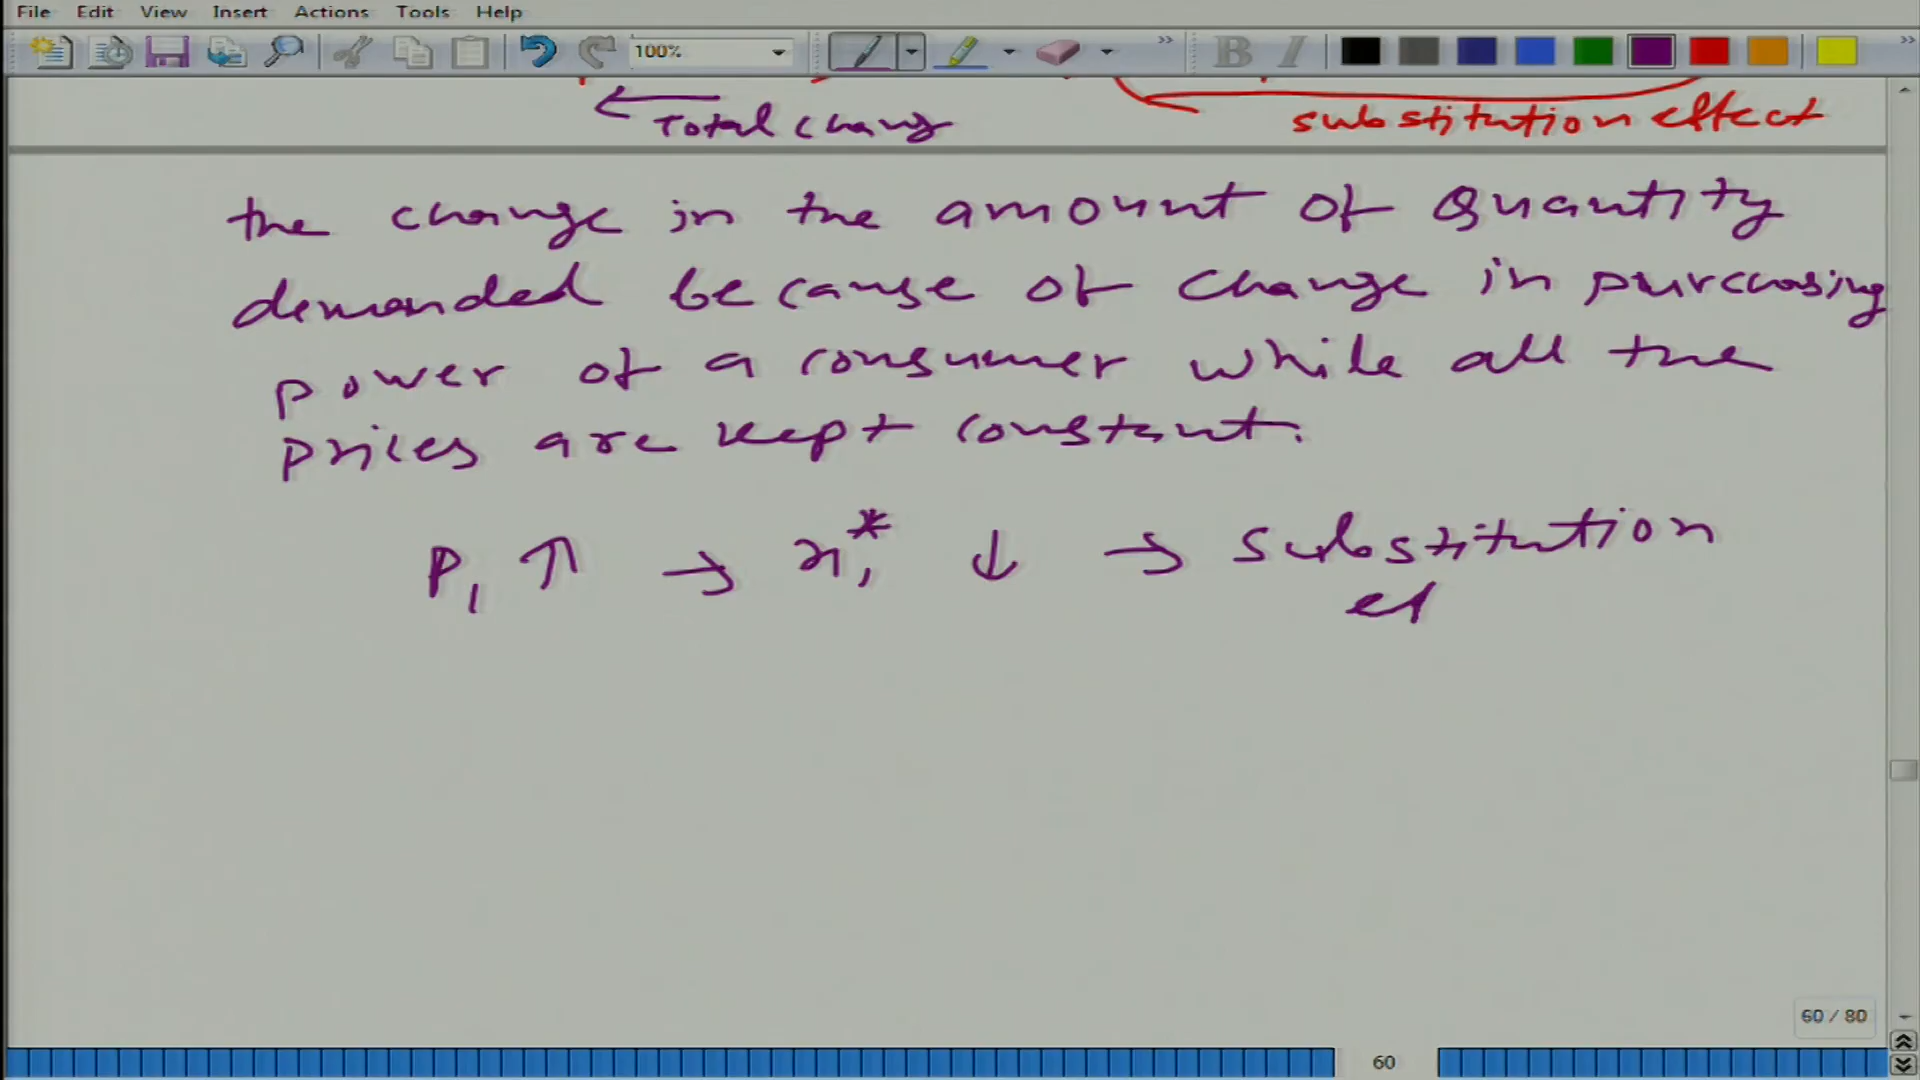 File Edit View Insert Actions Tools Help
100%
B I
Total chang
substitution effect
the change in the amount of Quantity
demanded because of change in purchasing
power of a consumer while all the
prices are kept constant.
P₁ ↑ → x₁* ↓ → substitution
ef
60 / 80
60